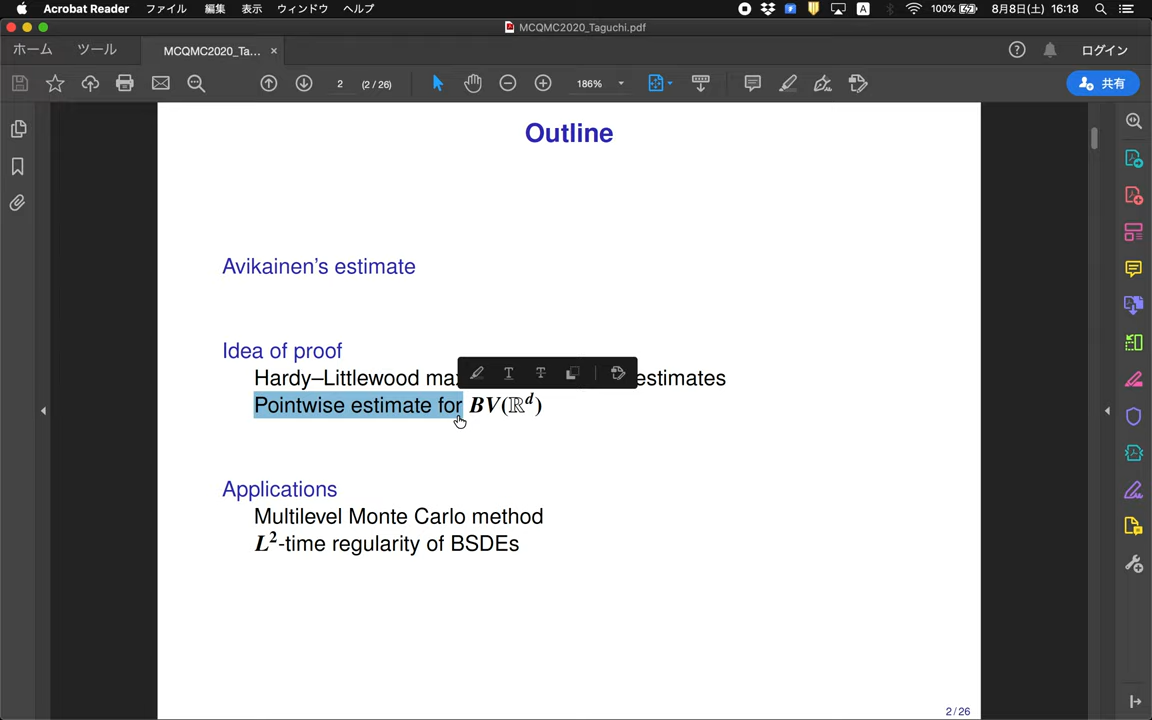 Acrobat Reader ファイル 編集 表示 ウィンドウ ヘルプ A 100% 8月8日(土) 16:18
MCQMC2020_Taguchi.pdf
ホーム ツール MCQMC2020_Ta... × ログイン
2 (2 / 26) 186% 共有
Outline
Avikainen's estimate
Idea of proof
Hardy–Littlewood estimates
Pointwise estimate for BV(ℝᵈ)
Applications
Multilevel Monte Carlo method
L²-time regularity of BSDEs
2 / 26